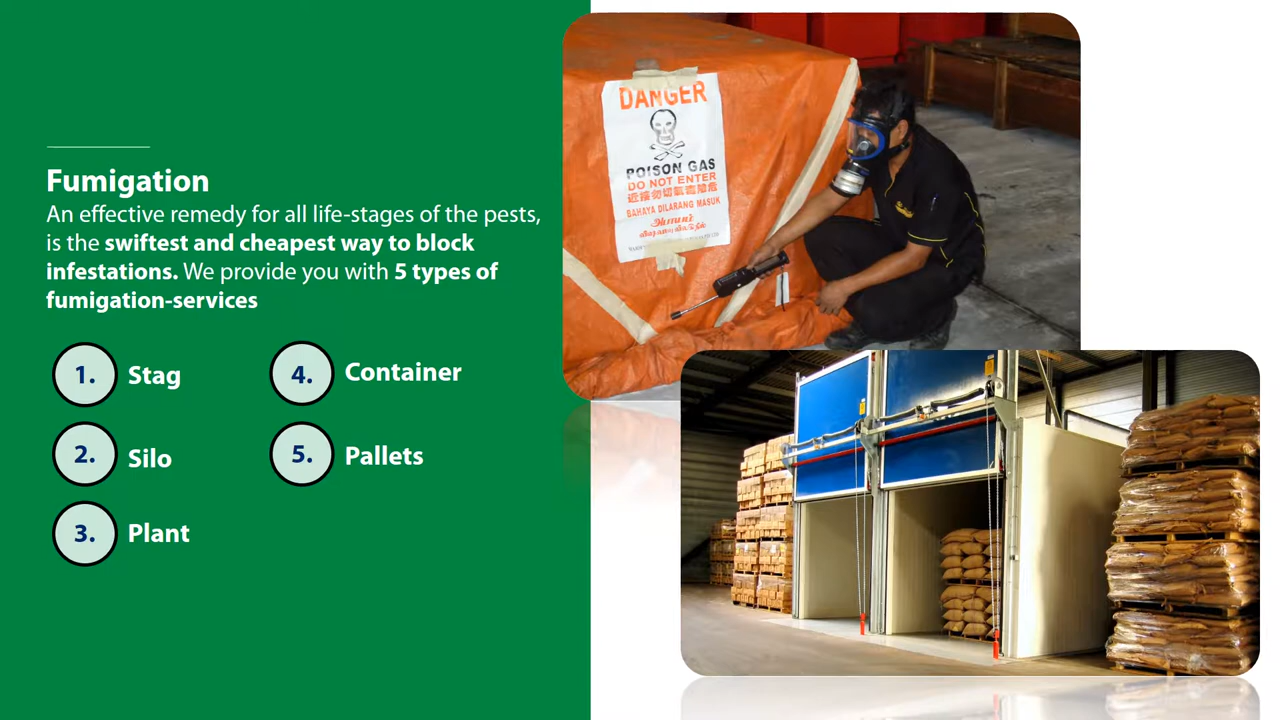 Fumigation
An effective remedy for all life-stages of the pests,
is the swiftest and cheapest way to block
infestations. We provide you with 5 types of
fumigation-services
1. Stag
2. Silo
3. Plant
4. Container
5. Pallets
DANGER
POISON GAS
DO NOT ENTER
BAHAYA DILARANG MASUK
அபாயம்